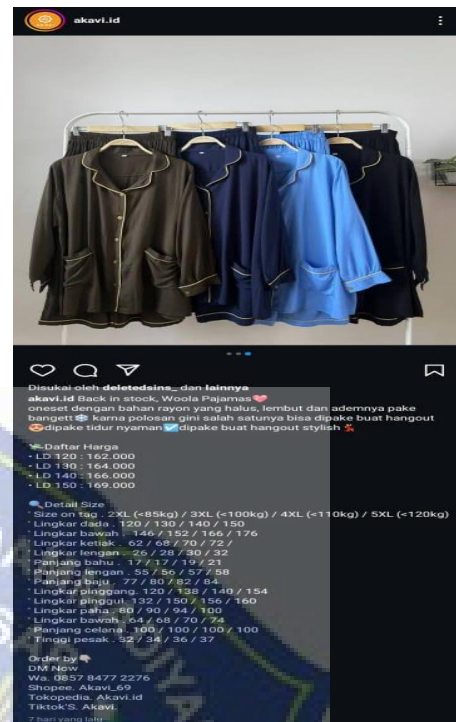 akavi.id
Disukai oleh deletedsins_ dan lainnya
akavi.id Back in stock, Woola Pajamas💖
oneset dengan bahan rayon yang halus, lembut dan ademnya pake
bangett❄️ karna polosan gini salah satunya bisa dipake buat hangout
😍dipake tidur nyaman☑️dipake buat hangout stylish 💃
Daftar Harga
- LD 120 : 162.000
- LD 130 : 164.000
- LD 140 : 166.000
- LD 150 : 169.000
🔍Detail Size
* Size on tag . 2XL (<85kg) / 3XL (<100kg) / 4XL (<110kg) / 5XL (<120kg)
* Lingkar dada . 120 / 130 / 140 / 150
* Lingkar bawah . 146 / 152 / 166 / 176
* Lingkar ketiak . 62 / 68 / 70 / 72 /
* Lingkar lengan . 26 / 28 / 30 / 32
* Panjang bahu . 17 / 17 / 19 / 21
* Panjang lengan . 55 / 56 / 57 / 58
* Panjang baju . 77 / 80 / 82 / 84
* Lingkar pinggang. 120 / 138 / 140 / 154
* Lingkar pinggul. 132 / 150 / 156 / 160
* Lingkar paha . 80 / 90 / 94 / 100
* Lingkar bawah . 64 / 68 / 70 / 74
* Panjang celana . 100 / 100 / 100 / 100
* Tinggi pesak . 32 / 34 / 36 / 37
Order by👇
DM Now
Wa. 0857 8477 2276
Shopee. Akavi_69
Tokopedia. Akavi.id
Tiktok'S. Akavi.
7 hari yang lalu